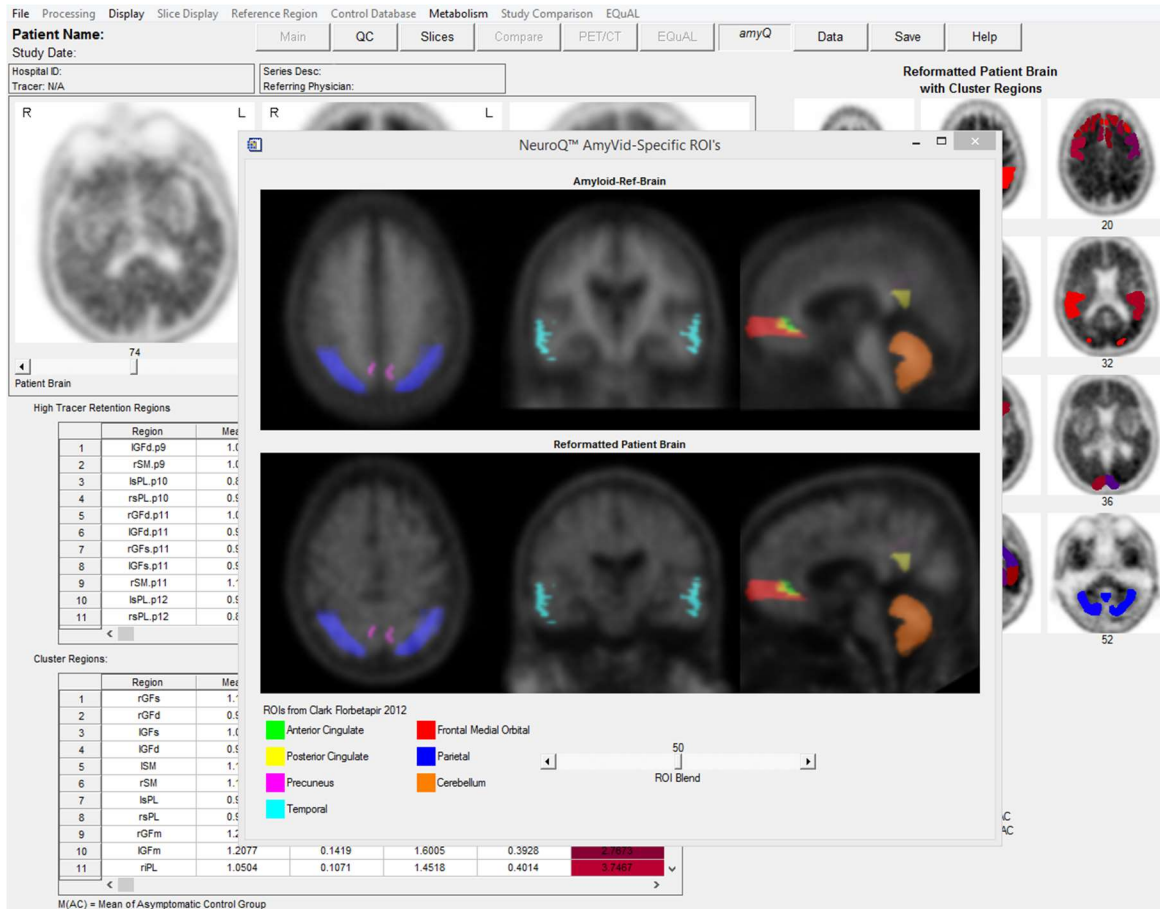 File Processing Display Slice Display Reference Region Control Database Metabolism Study Comparison EQuAL
Patient Name:
Study Date:
Main QC Slices Compare PET/CT EQuAL amyQ Data Save Help
Hospital ID:
Tracer: N/A
Series Desc:
Referring Physician:
Reformatted Patient Brain
with Cluster Regions
R L R L
74
Patient Brain
20
32
36
52
High Tracer Retention Regions
Region
1 lGFd.p9
2 rSM.p9
3 lsPL.p10
4 rsPL.p10
5 rGFd.p11
6 lGFd.p11
7 rGFs.p11
8 lGFs.p11
9 rSM.p11
10 lsPL.p12
11 rsPL.p12
Cluster Regions:
Region
1 rGFs
2 rGFd
3 lGFs
4 lGFd
5 lSM
6 rSM
7 lsPL
8 rsPL
9 rGFm
10 lGFm 1.2077 0.1419 1.6005 0.3928
11 riPL 1.0504 0.1071 1.4518 0.4014 3.7467
M(AC) = Mean of Asymptomatic Control Group
NeuroQ™ AmyVid-Specific ROI's
Amyloid-Ref-Brain
Reformatted Patient Brain
ROIs from Clark Florbetapir 2012
Anterior Cingulate Frontal Medial Orbital
Posterior Cingulate Parietal
Precuneus Cerebellum
Temporal
50
ROI Blend